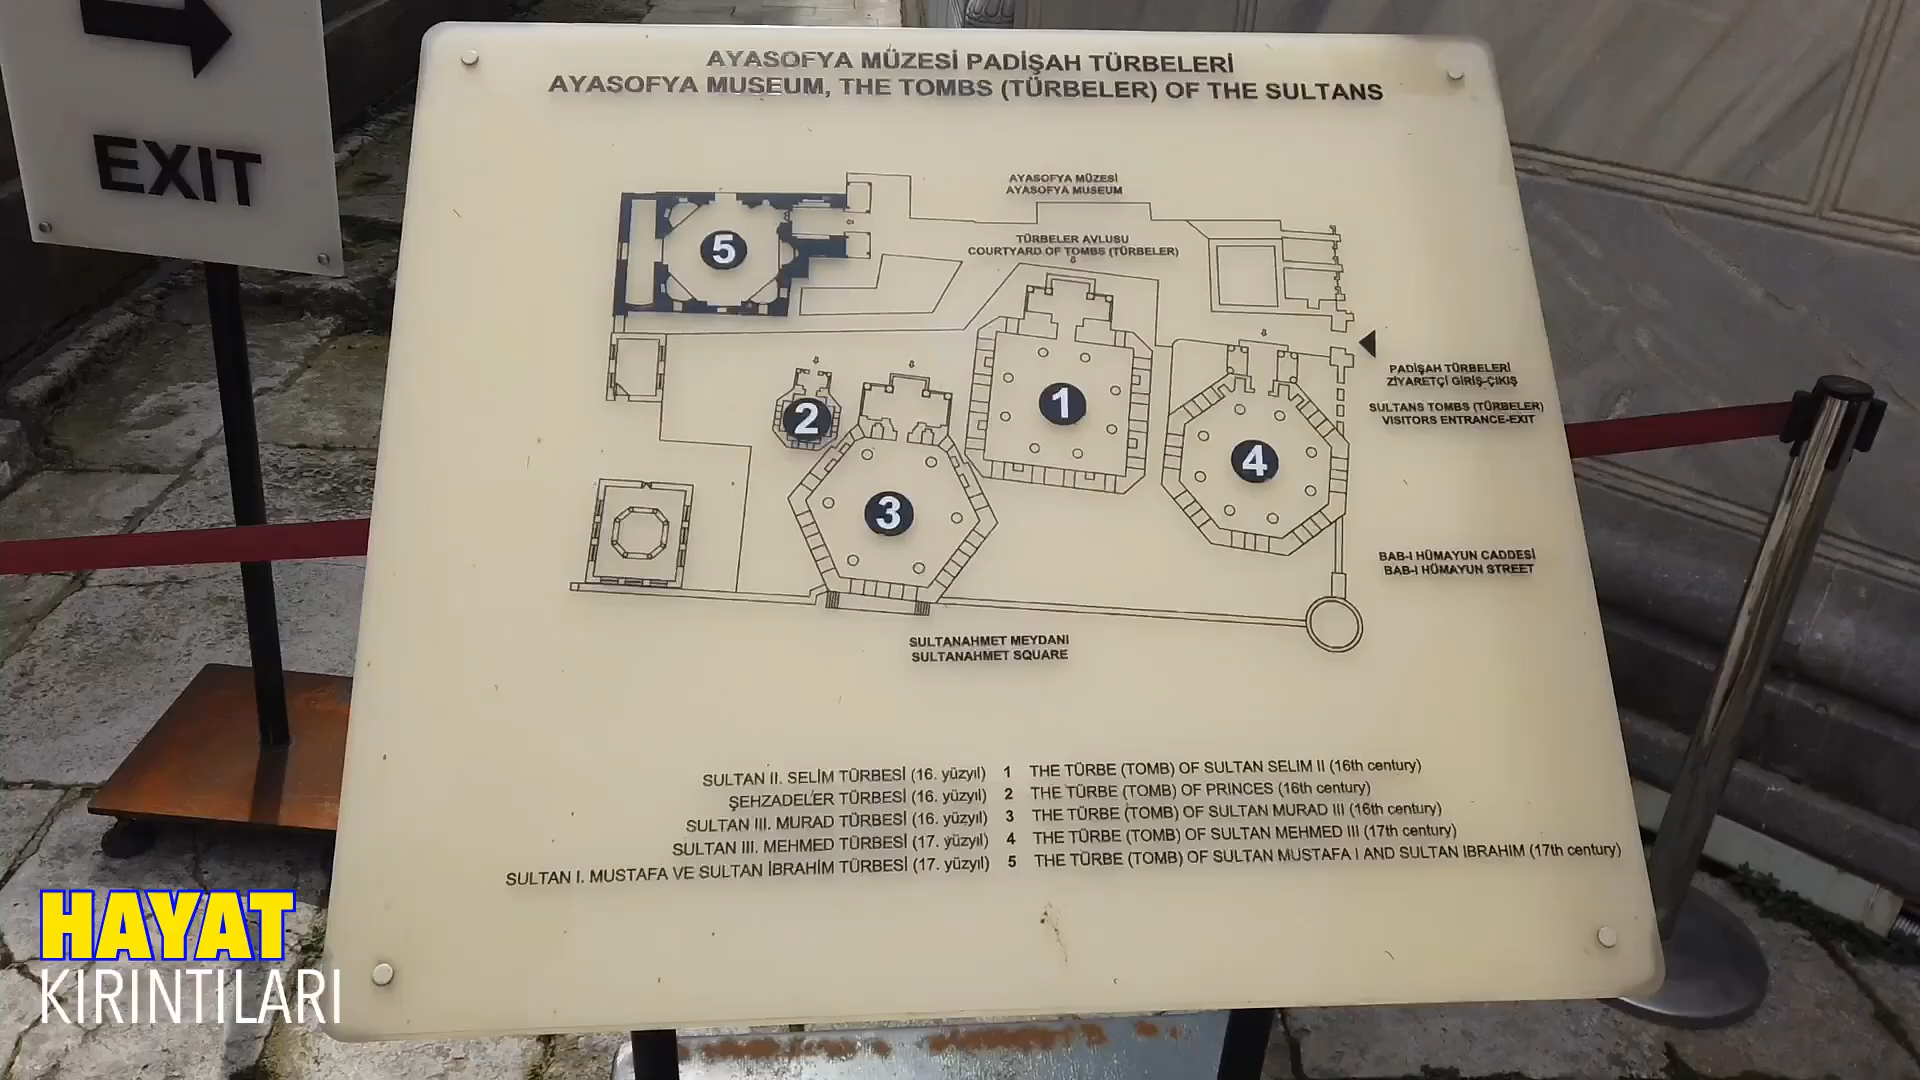 EXIT
AYASOFYA MÜZESİ PADİŞAH TÜRBELERİ
AYASOFYA MUSEUM, THE TOMBS (TÜRBELER) OF THE SULTANS
AYASOFYA MÜZESİ
AYASOFYA MUSEUM
TÜRBELER AVLUSU
COURTYARD OF TOMBS (TÜRBELER)
5
2
3
1
4
PADİŞAH TÜRBELERİ
ZİYARETÇİ GİRİŞ-ÇIKIŞ
SULTANS TOMBS (TÜRBELER)
VISITORS ENTRANCE-EXIT
BAB-I HÜMAYUN CADDESİ
BAB-I HÜMAYUN STREET
SULTANAHMET MEYDANI
SULTANAHMET SQUARE
SULTAN II. SELİM TÜRBESİ (16. yüzyıl) 1 THE TÜRBE (TOMB) OF SULTAN SELIM II (16th century)
ŞEHZADELER TÜRBESİ (16. yüzyıl) 2 THE TÜRBE (TOMB) OF PRINCES (16th century)
SULTAN III. MURAD TÜRBESİ (16. yüzyıl) 3 THE TÜRBE (TOMB) OF SULTAN MURAD III (16th century)
SULTAN III. MEHMED TÜRBESİ (17. yüzyıl) 4 THE TÜRBE (TOMB) OF SULTAN MEHMED III (17th century)
SULTAN I. MUSTAFA VE SULTAN İBRAHİM TÜRBESİ (17. yüzyıl) 5 THE TÜRBE (TOMB) OF SULTAN MUSTAFA I AND SULTAN IBRAHIM (17th century)
HAYAT
KIRINTILARI